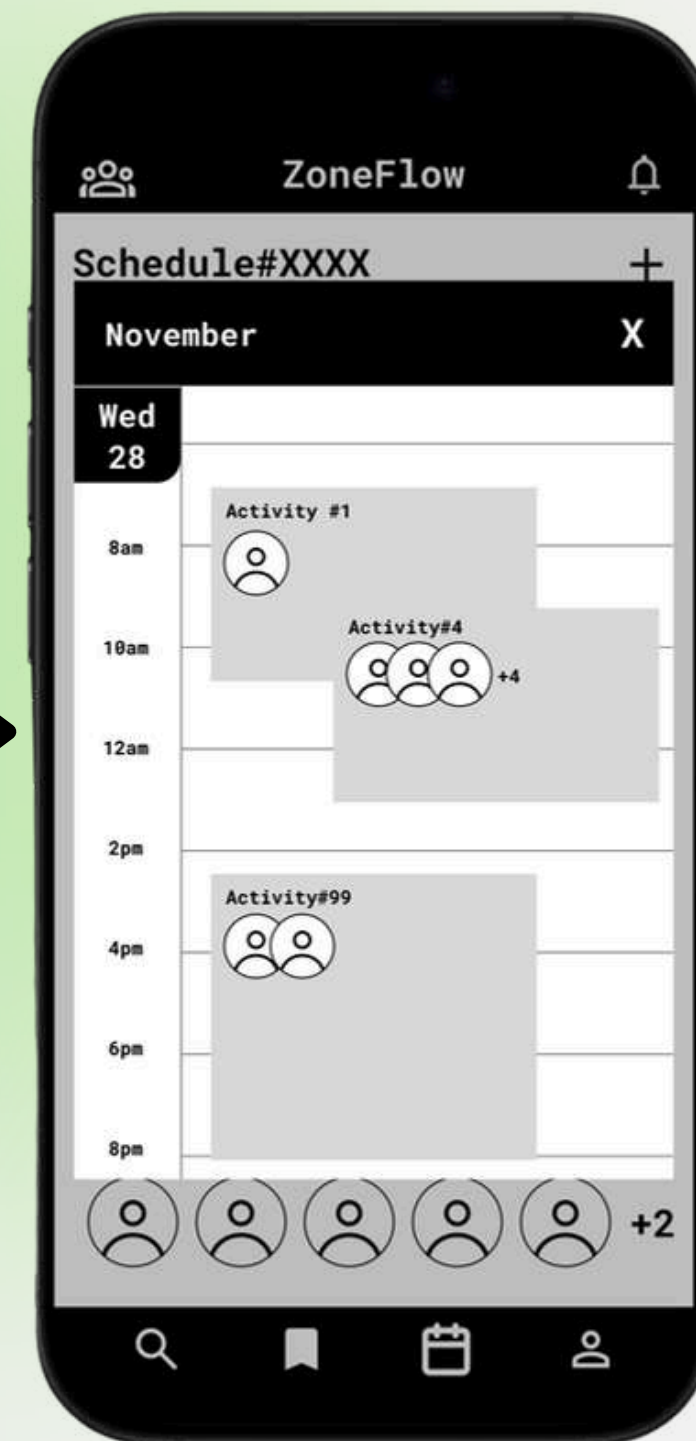 ZoneFlow
Schedule#XXXX +
November X
Wed
28
Activity #1
8am
Activity#4
10am
+4
12am
2pm
Activity#99
4pm
6pm
8pm
+2